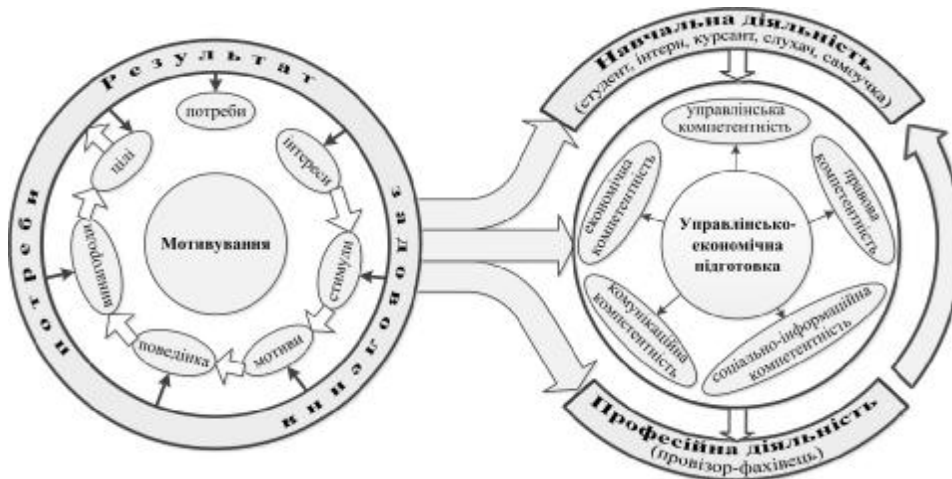 Результат задоволення потреби
потреби
інтереси
стимули
мотиви
поведінка
винагороди
цілі
Мотивування
Навчальна діяльність
(студент, інтерн, курсант, слухач, самоучка)
управлінська
компетентність
правова
компетентність
соціально-інформаційна
компетентність
комунікаційна
компетентність
економічна
компетентність
Управлінсько-
економічна
підготовка
Професійна діяльність
(провізор-фахівець)